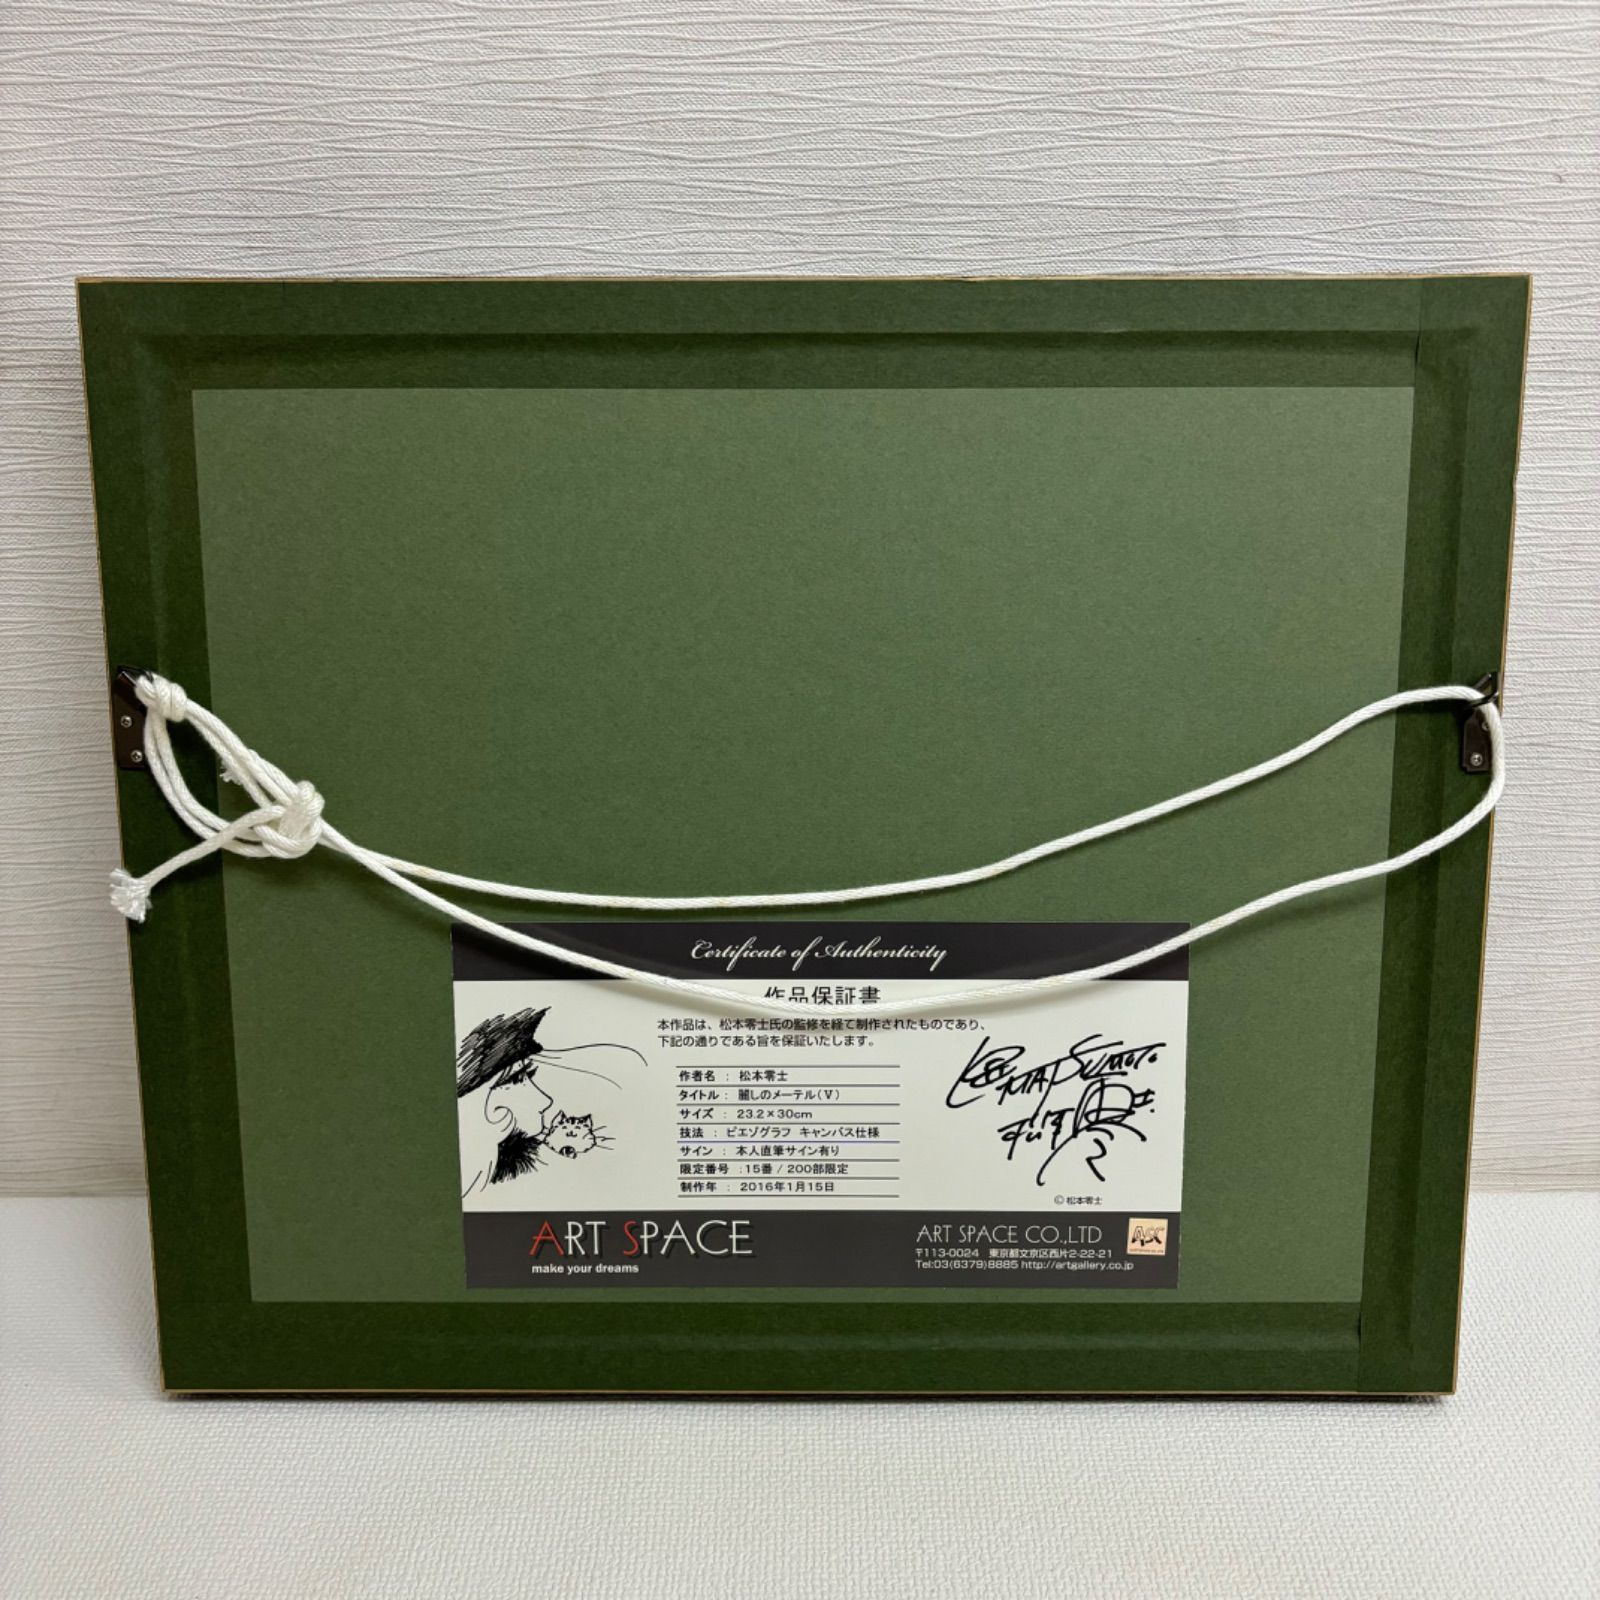 Certificate of Authenticity
作品保証書
本作品は、松本零士氏の監修を経て制作されたものであり、
下記の通りである旨を保証いたします。
作者名 : 松本零士
タイトル : 麗しのメーテル(V)
サイズ : 23.2×30cm
技法 : ピエゾグラフ キャンバス仕様
サイン : 本人直筆サイン有り
限定番号 :15番 / 200部限定
制作年 : 2016年1月15日
MATSUMOTO
©松本零士
ART SPACE
make your dreams
ART SPACE CO.,LTD
〒113-0024 東京都文京区西片2-22-21
Tel:03(6379)8885 http://artgallery.co.jp
ASC